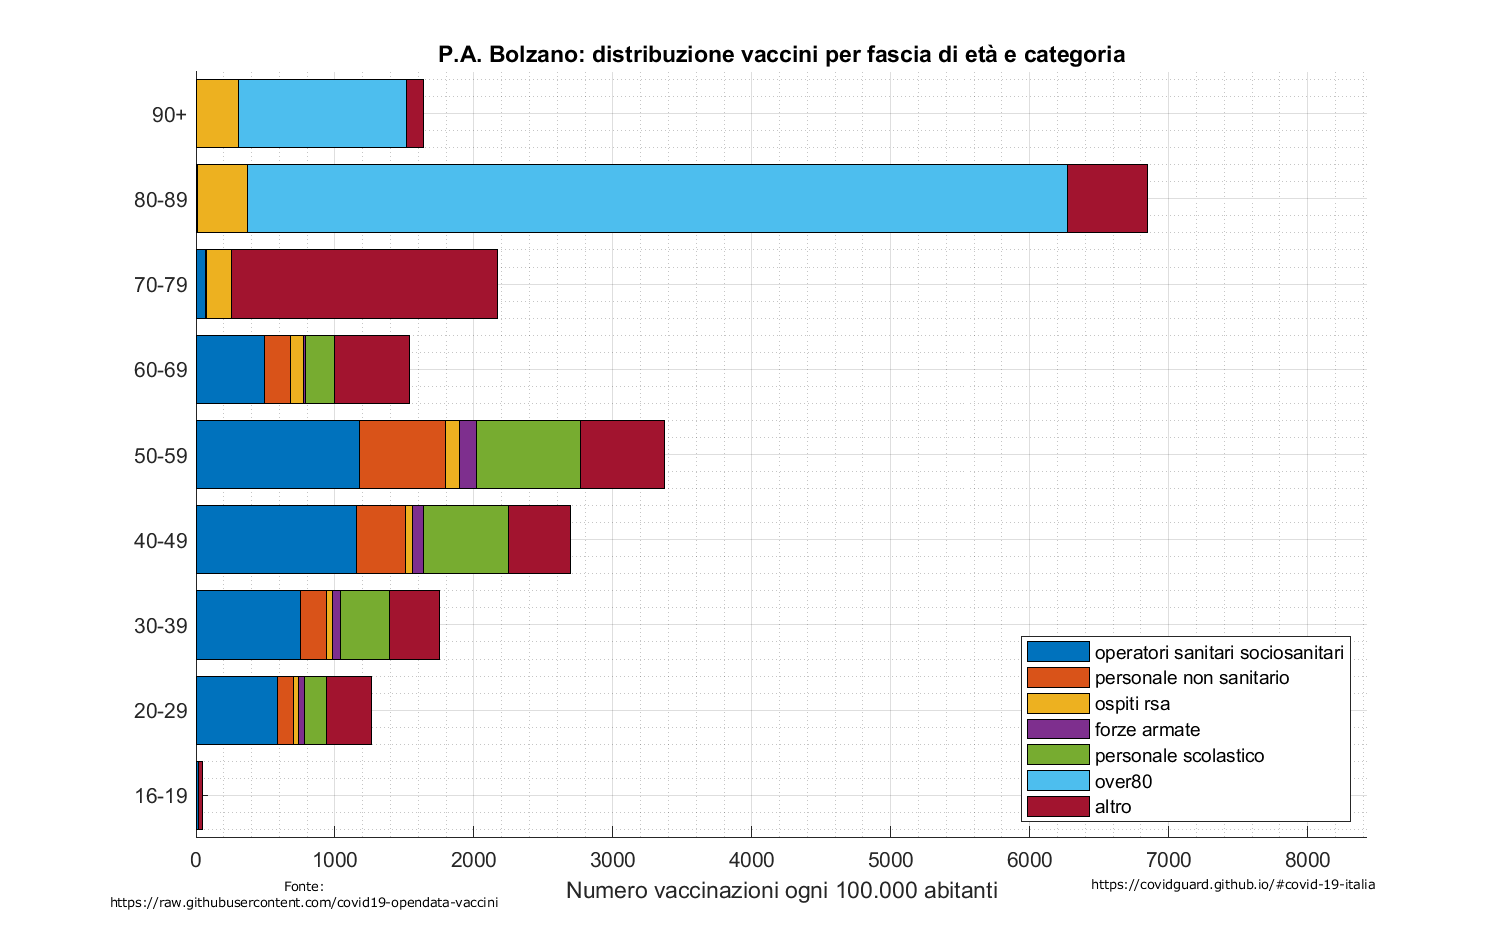 P.A. Bolzano: distribuzione vaccini per fascia di età e categoria
90+
80-89
70-79
60-69
50-59
40-49
30-39
20-29
16-19
operatori sanitari sociosanitari
personale non sanitario
ospiti rsa
forze armate
personale scolastico
over80
altro
0 1000 2000 3000 4000 5000 6000 7000 8000
Numero vaccinazioni ogni 100.000 abitanti
Fonte:
https://raw.githubusercontent.com/covid19-opendata-vaccini
https://covidguard.github.io/#covid-19-italia